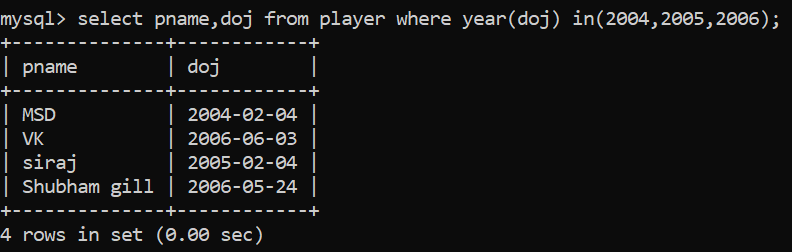 mysql> select pname,doj from player where year(doj) in(2004,2005,2006);
+--------------+------------+
| pname        | doj        |
+--------------+------------+
| MSD          | 2004-02-04 |
| VK           | 2006-06-03 |
| siraj        | 2005-02-04 |
| Shubham gill | 2006-05-24 |
+--------------+------------+
4 rows in set (0.00 sec)